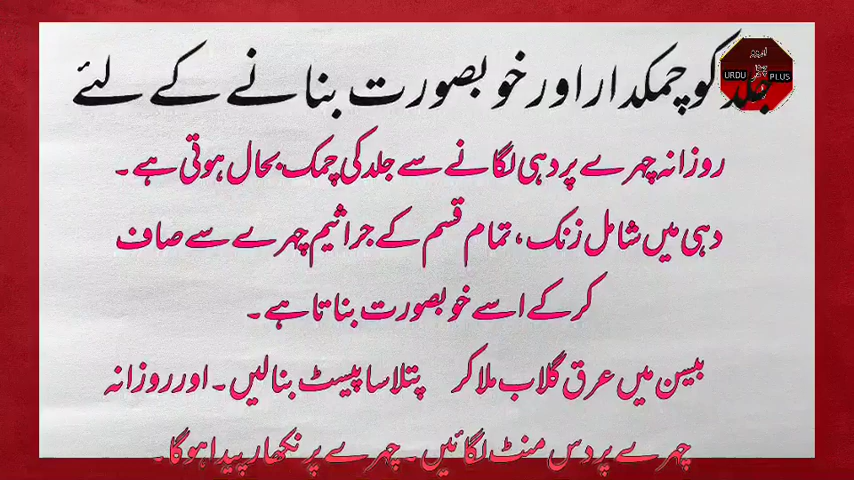 جلد کو چمکدار اور خوبصورت بنانے کے لئے
اردو
URDU PLUS
روزانہ چہرے پر دہی لگانے سے جلد کی چمک بحال ہوتی ہے۔
دہی میں شامل زنک، تمام قسم کے جراثیم چہرے سے صاف
کر کے اسے خوبصورت بناتا ہے۔
بیسن میں عرق گلاب ملا کر پتلا سا پیسٹ بنا لیں۔ اور روزانہ
چہرے پر دس منٹ لگائیں۔ چہرے پر نکھار پیدا ہوگا۔